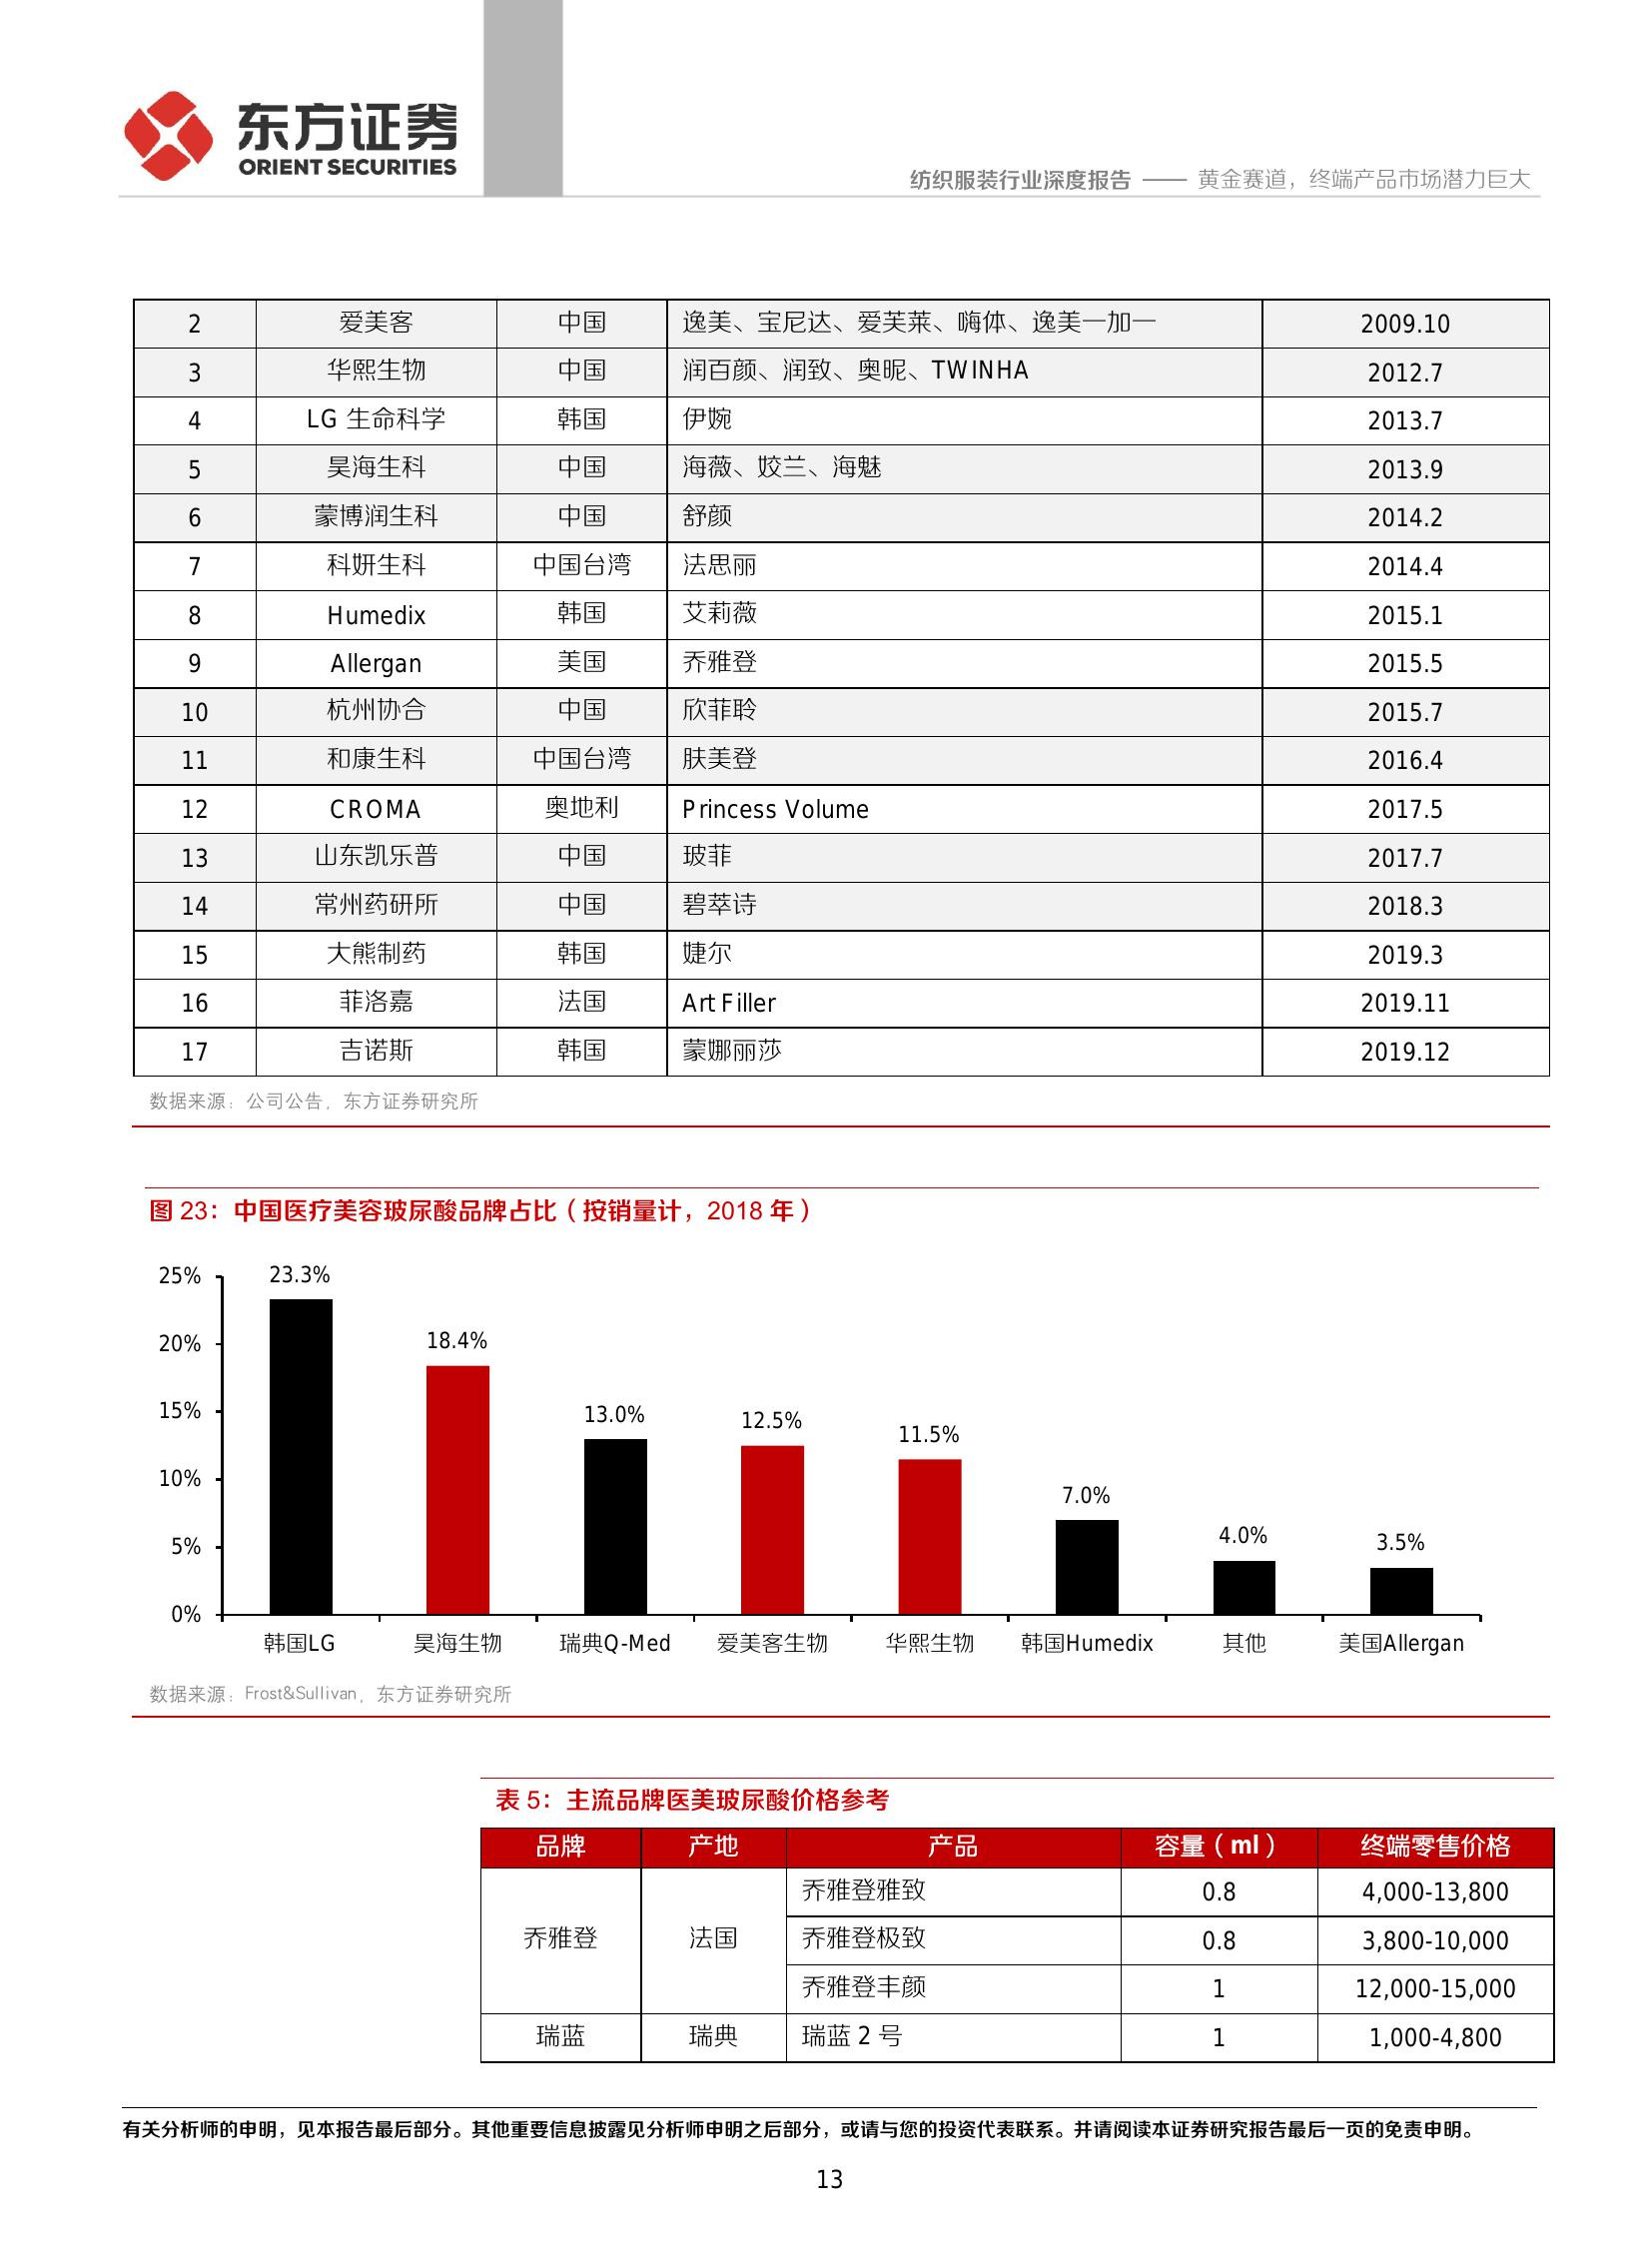 东方证券
ORIENT SECURITIES
纺织服装行业深度报告 —— 黄金赛道，终端产品市场潜力巨大
2 爱美客 中国 逸美、宝尼达、爱芙莱、嗨体、逸美一加一 2009.10
3 华熙生物 中国 润百颜、润致、奥昵、TWINHA 2012.7
4 LG 生命科学 韩国 伊婉 2013.7
5 昊海生科 中国 海薇、姣兰、海魅 2013.9
6 蒙博润生科 中国 舒颜 2014.2
7 科妍生科 中国台湾 法思丽 2014.4
8 Humedix 韩国 艾莉薇 2015.1
9 Allergan 美国 乔雅登 2015.5
10 杭州协合 中国 欣菲聆 2015.7
11 和康生科 中国台湾 肤美登 2016.4
12 CROMA 奥地利 Princess Volume 2017.5
13 山东凯乐普 中国 玻菲 2017.7
14 常州药研所 中国 碧萃诗 2018.3
15 大熊制药 韩国 婕尔 2019.3
16 菲洛嘉 法国 Art Filler 2019.11
17 吉诺斯 韩国 蒙娜丽莎 2019.12
数据来源：公司公告，东方证券研究所
图 23：中国医疗美容玻尿酸品牌占比（按销量计，2018 年）
25%
20%
15%
10%
5%
0%
23.3% 18.4% 13.0% 12.5% 11.5% 7.0% 4.0% 3.5%
韩国LG 昊海生物 瑞典Q-Med 爱美客生物 华熙生物 韩国Humedix 其他 美国Allergan
数据来源：Frost&Sullivan，东方证券研究所
表 5：主流品牌医美玻尿酸价格参考
品牌 产地 产品 容量（ml） 终端零售价格
乔雅登 法国 乔雅登雅致 0.8 4,000-13,800
乔雅登极致 0.8 3,800-10,000
乔雅登丰颜 1 12,000-15,000
瑞蓝 瑞典 瑞蓝 2 号 1 1,000-4,800
有关分析师的申明，见本报告最后部分。其他重要信息披露见分析师申明之后部分，或请与您的投资代表联系。并请阅读本证券研究报告最后一页的免责申明。
13